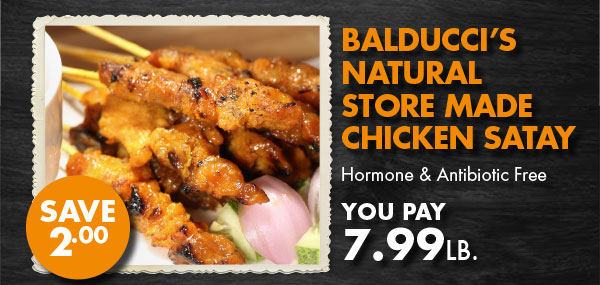 BALDUCCI’S
NATURAL
STORE MADE
CHICKEN SATAY
Hormone & Antibiotic Free
YOU PAY
7.99LB.
SAVE
2.00